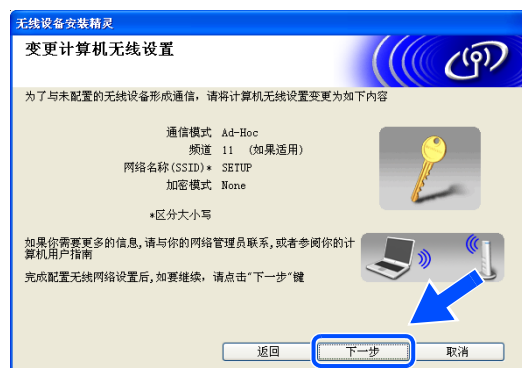 无线设备安装精灵
变更计算机无线设置
为了与未配置的无线设备形成通信，请将计算机无线设置变更为如下内容
通信模式 Ad-Hoc
频道 11 (如果适用)
网络名称(SSID)* SETUP
加密模式 None
*区分大小写
如果你需要更多的信息,请与你的网络管理员联系,或者参阅你的计
算机用户指南
完成配置无线网络设置后,如要继续，请点击"下一步"键
返回 下一步 取消